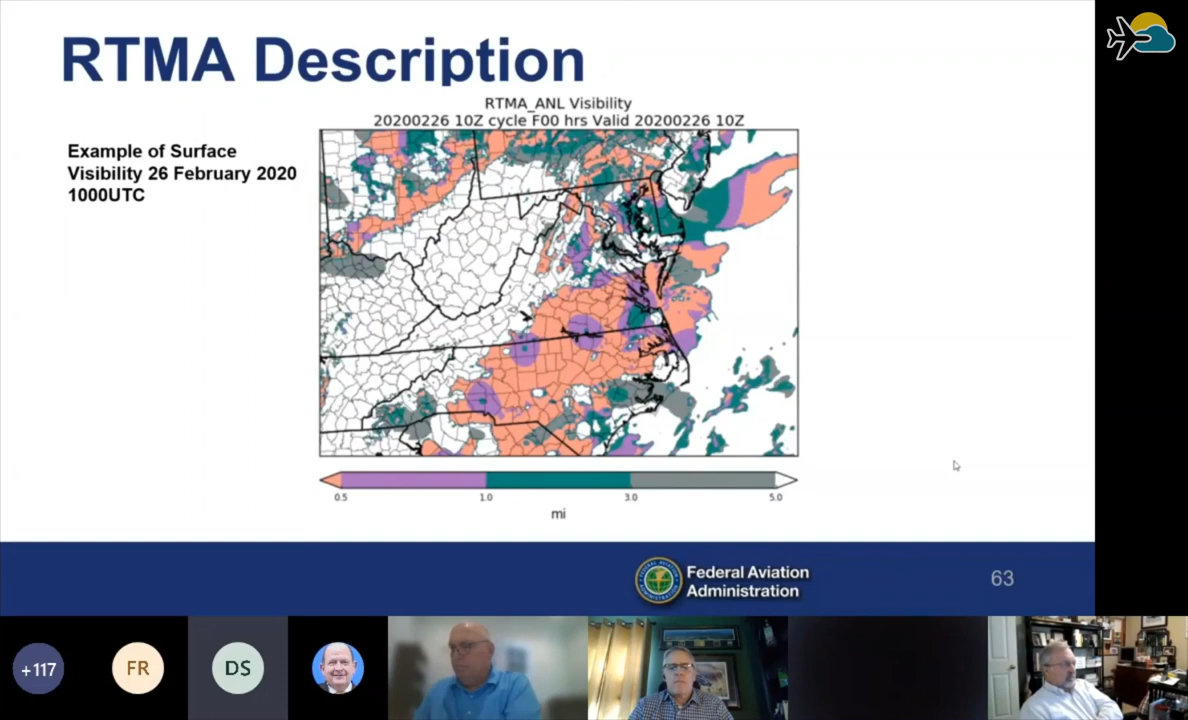 RTMA Description
RTMA_ANL Visibility
20200226 10Z cycle F00 hrs Valid 20200226 10Z
Example of Surface
Visibility 26 February 2020
1000UTC
0.5
1.0
3.0
5.0
mi
Federal Aviation
Administration
63
+117
FR
DS